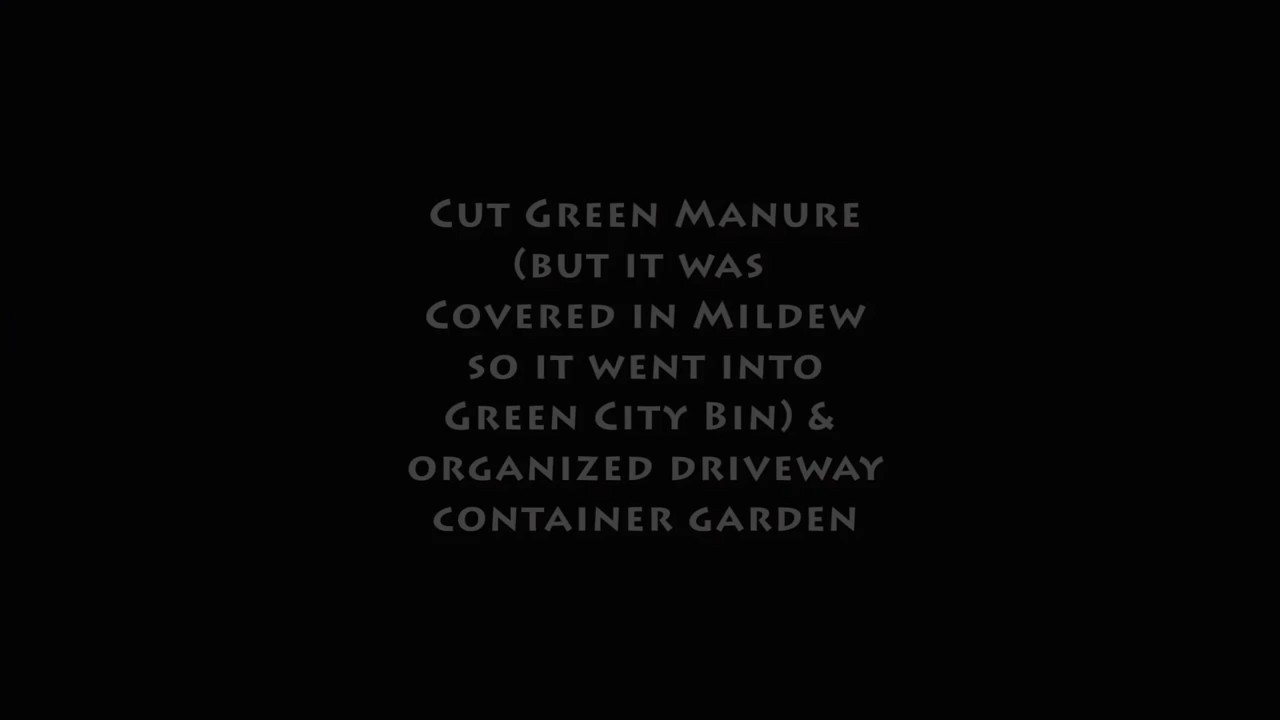 Cut Green Manure
(but it was
Covered in Mildew
so it went into
Green City Bin) &
organized driveway
container garden